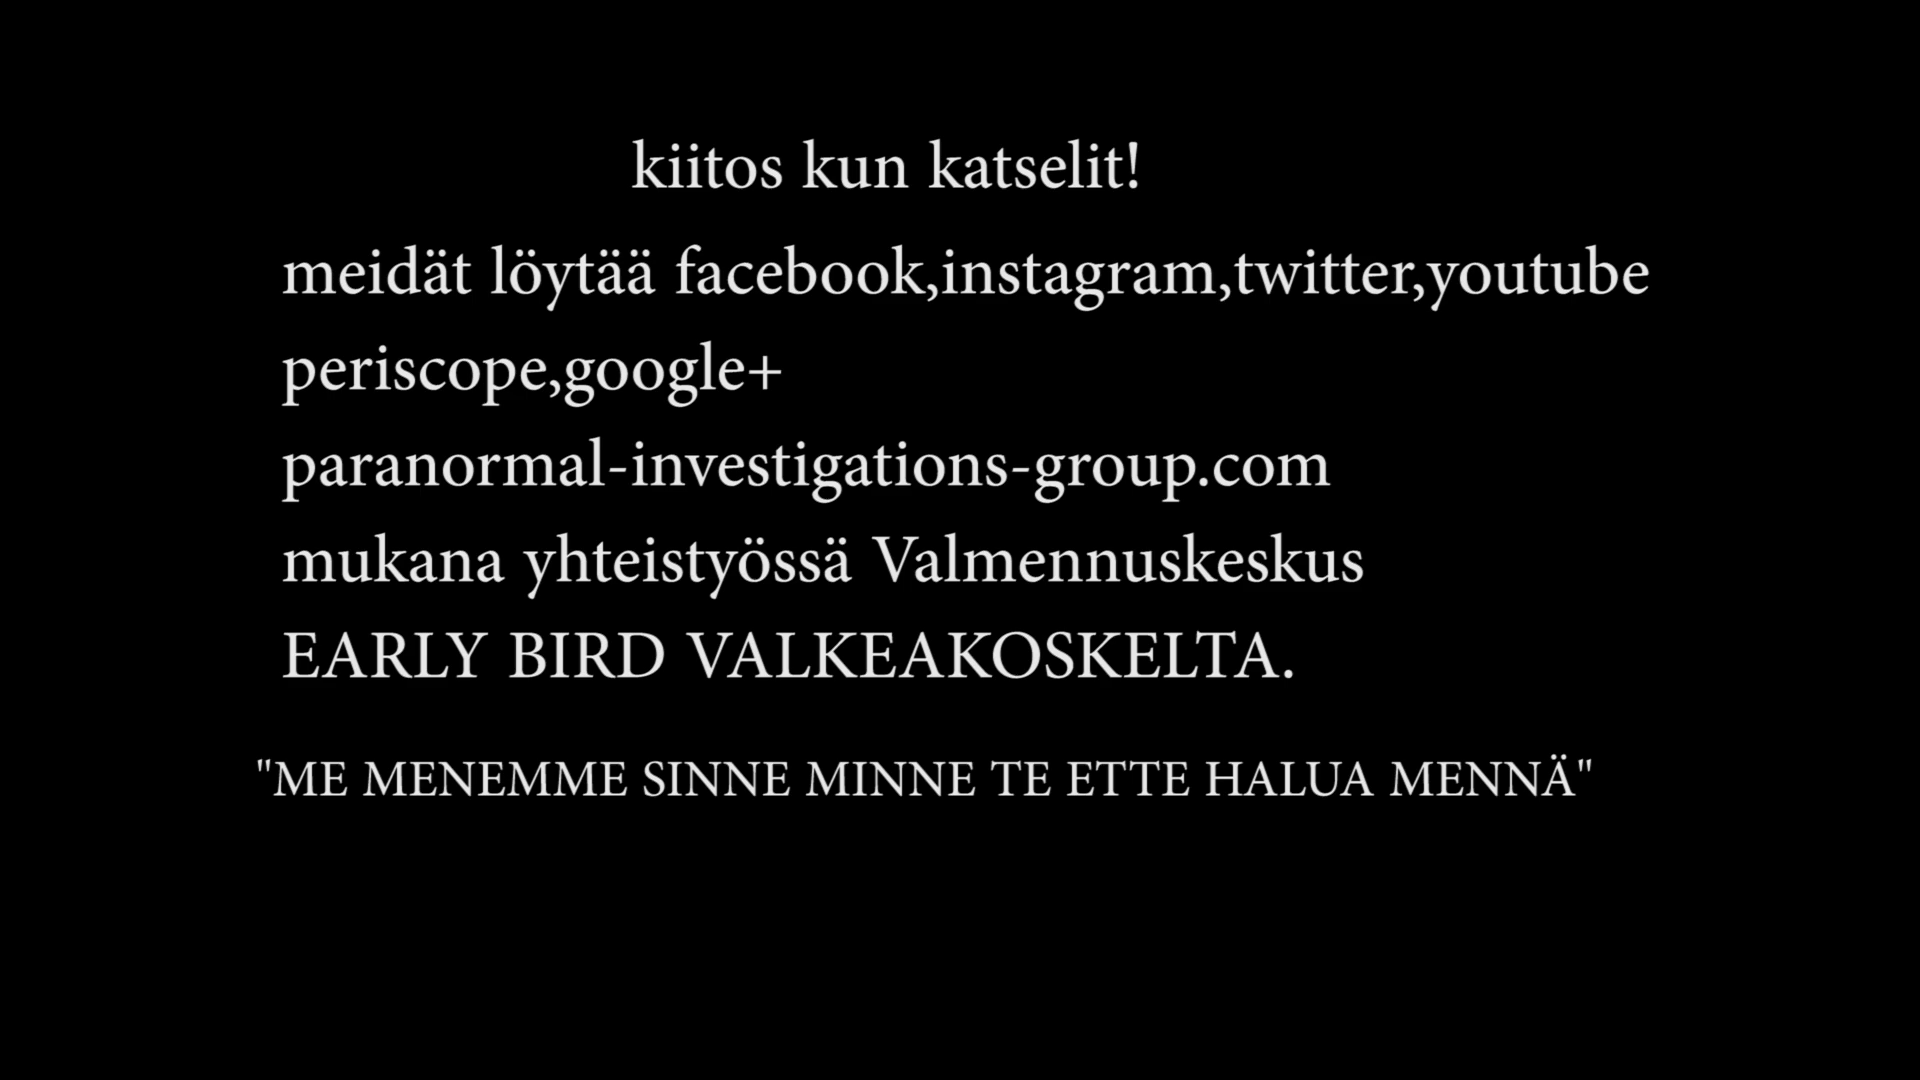 kiitos kun katselit!
meidät löytää facebook,instagram,twitter,youtube
periscope,google+
paranormal-investigations-group.com
mukana yhteistyössä Valmennuskeskus
EARLY BIRD VALKEAKOSKELTA.
"ME MENEMME SINNE MINNE TE ETTE HALUA MENNÄ"